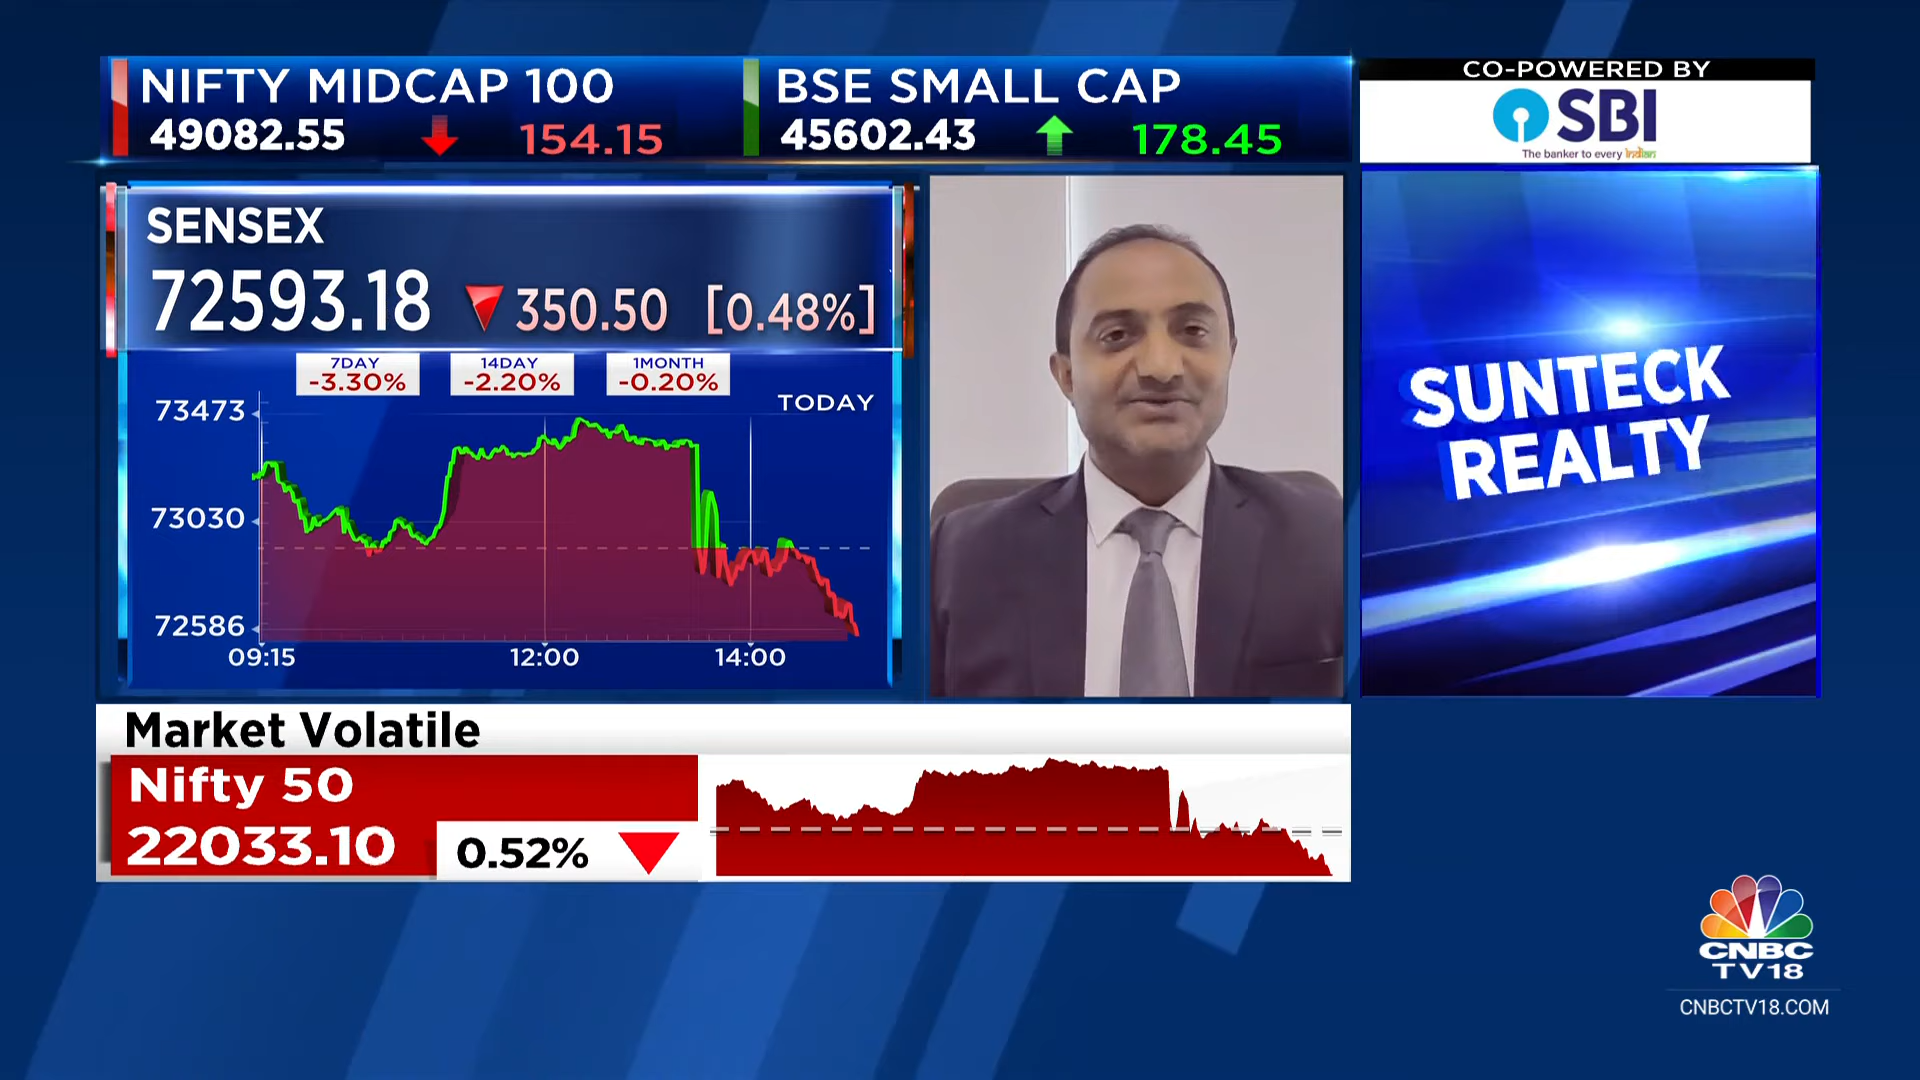 NIFTY MIDCAP 100
49082.55 154.15
BSE SMALL CAP
45602.43 178.45
CO-POWERED BY
SBI
The banker to every indian
SENSEX
72593.18 350.50 [0.48%]
7DAY
-3.30%
14DAY
-2.20%
1MONTH
-0.20%
TODAY
73473
73030
72586
09:15 12:00 14:00
SUNTECK
REALTY
Market Volatile
Nifty 50
22033.10 0.52%
CNBC
TV18
CNBCTV18.COM